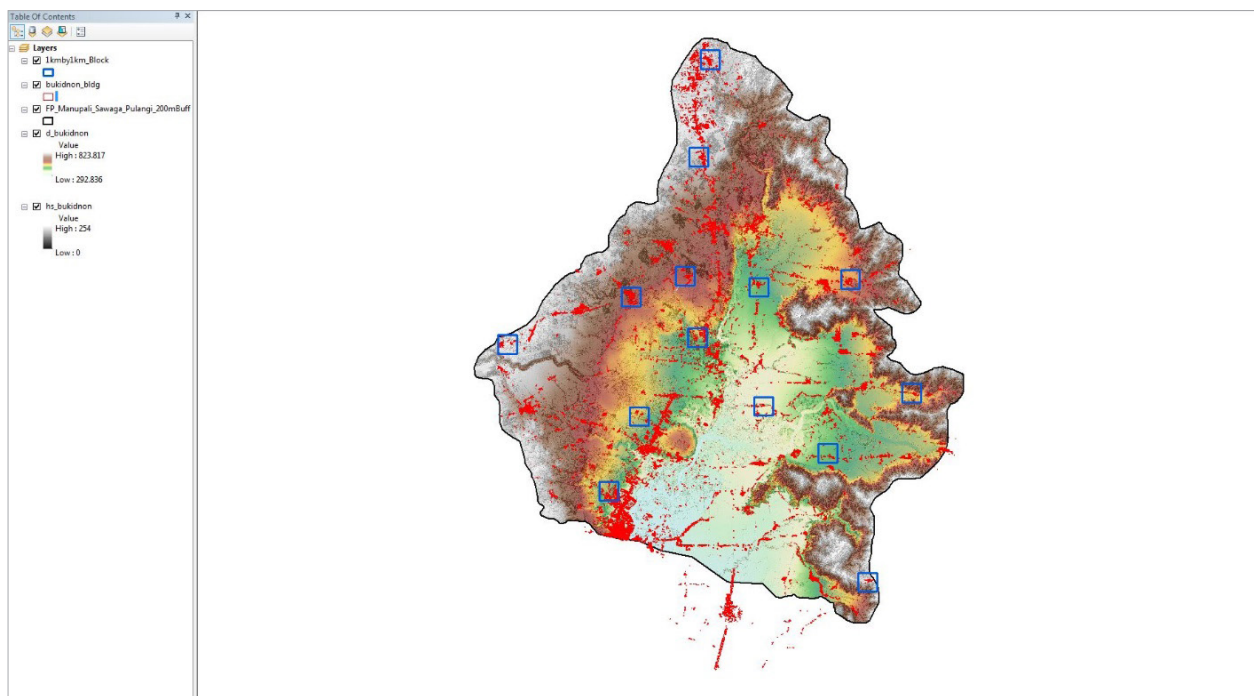 Table Of Contents
Layers
1kmby1km_Block
bukidnon_bldg
FP_Manupali_Sawaga_Pulangi_200mBuff
d_bukidnon
Value
High : 823.817
Low : 292.836
hs_bukidnon
Value
High : 254
Low : 0